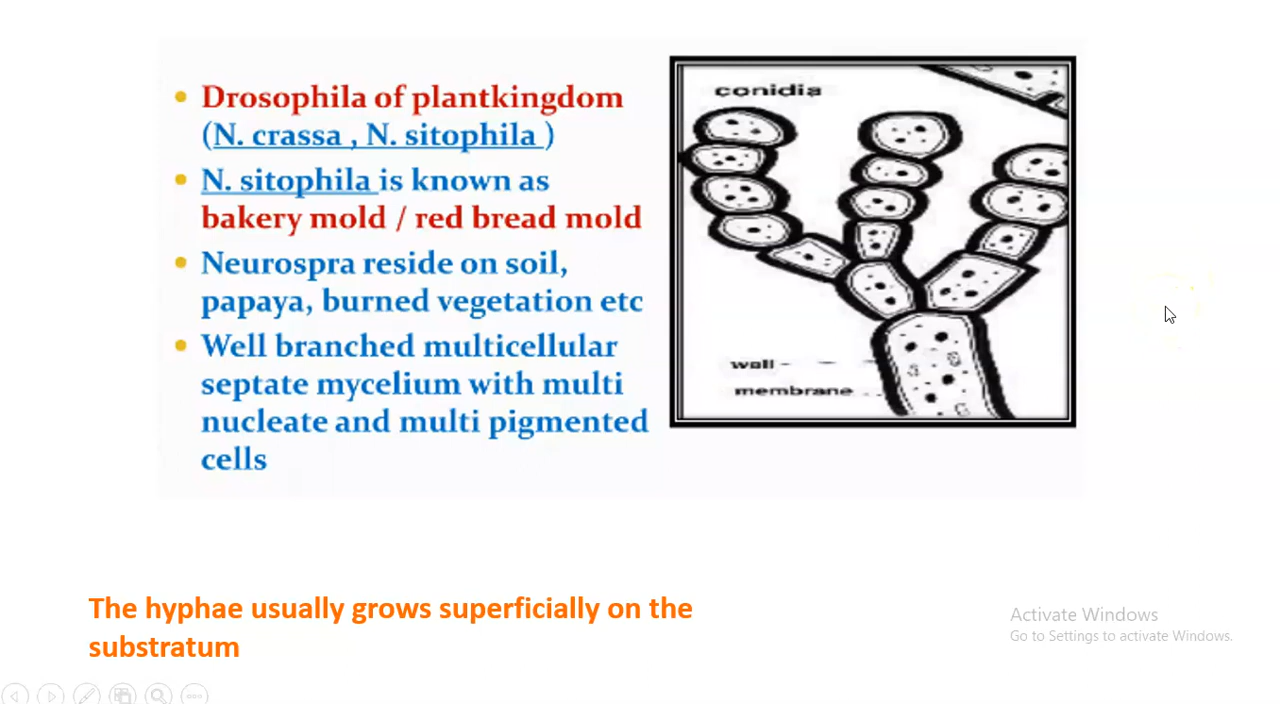 Drosophila of plantkingdom
(N. crassa , N. sitophila )
N. sitophila is known as
bakery mold / red bread mold
Neurospra reside on soil,
papaya, burned vegetation etc
Well branched multicellular
septate mycelium with multi
nucleate and multi pigmented
cells
conidia
wall
membrane
The hyphae usually grows superficially on the
substratum
Activate Windows
Go to Settings to activate Windows.